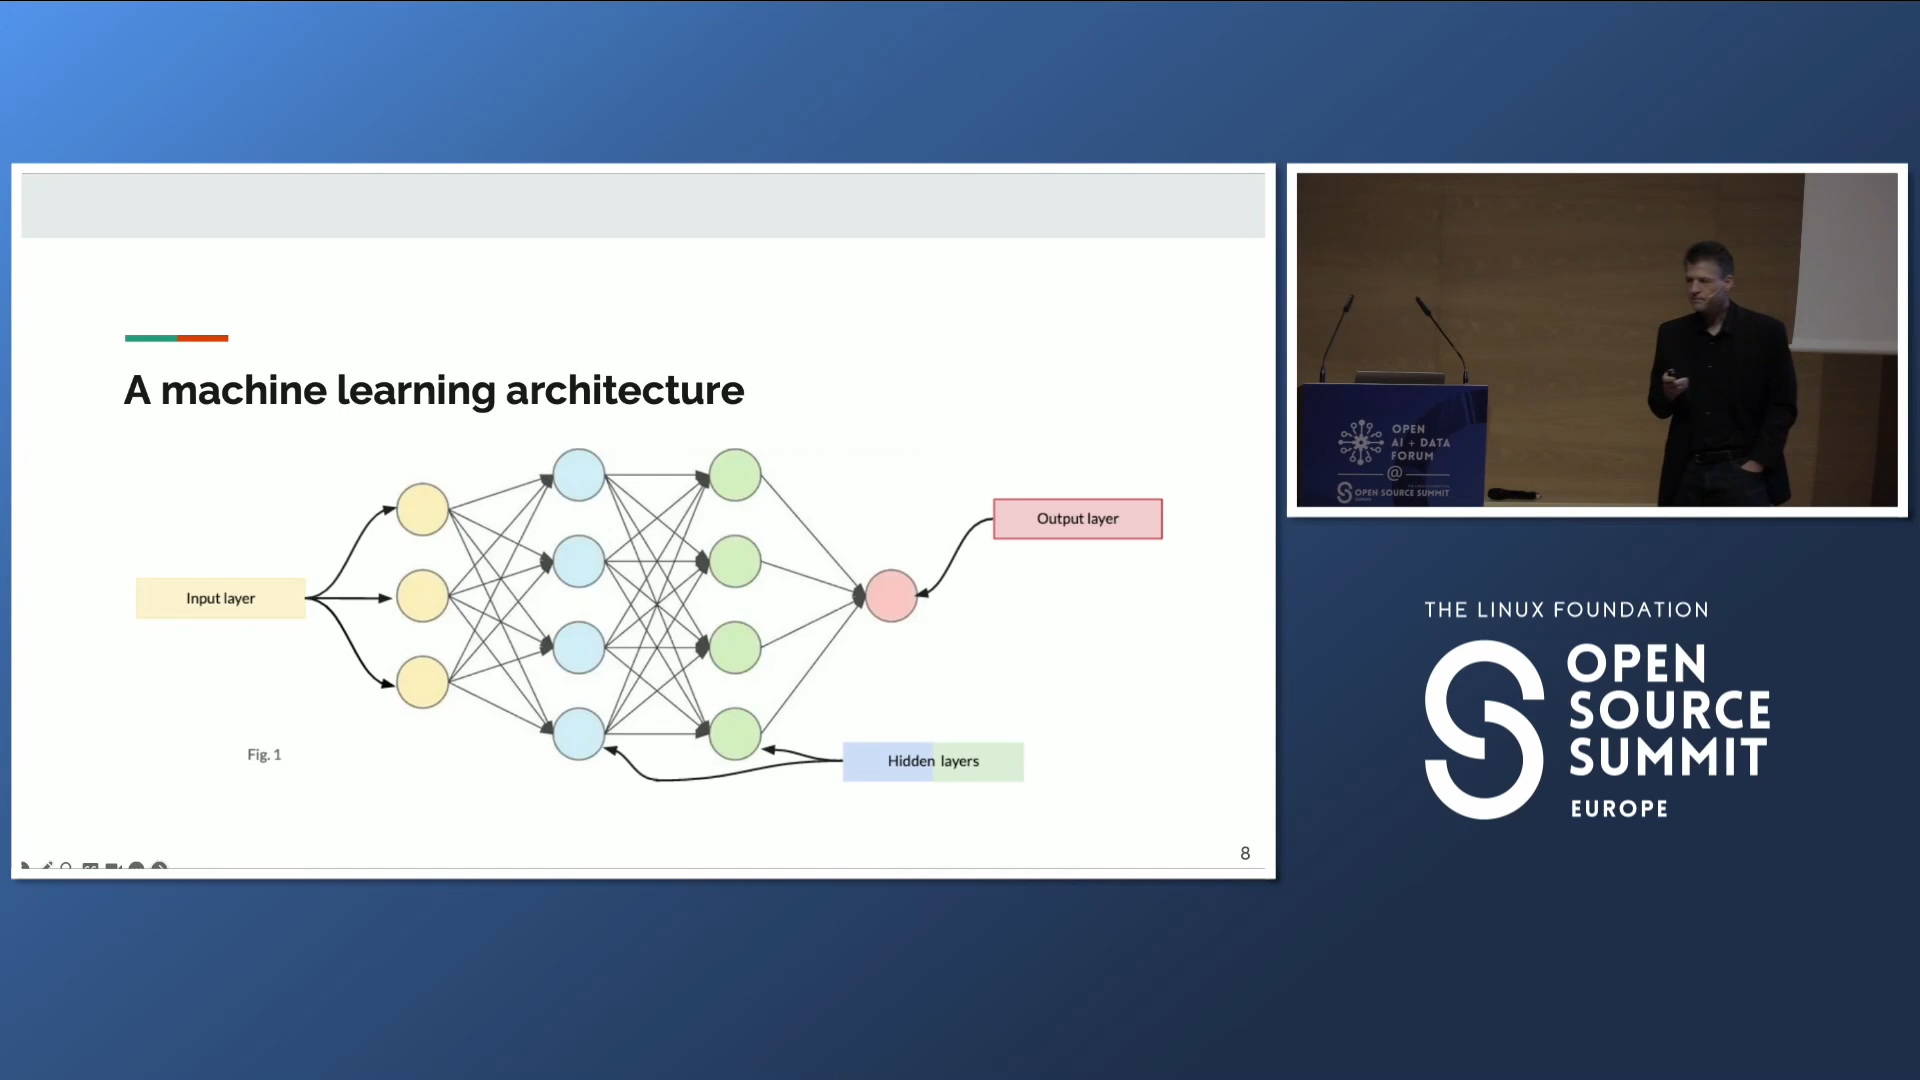 A machine learning architecture
Input layer
Output layer
Hidden layers
Fig. 1
8
OPEN
AI + DATA
FORUM
@
OPEN SOURCE SUMMIT
THE LINUX FOUNDATION
OPEN
SOURCE
SUMMIT
EUROPE